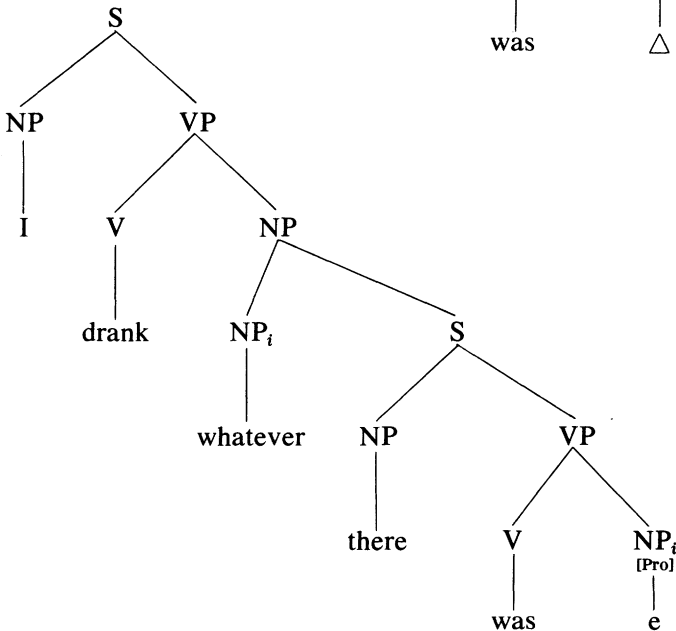 S
was △
NP VP
I V NP
drank NPᵢ S
whatever NP VP
there V NPᵢ
[Pro]
was e